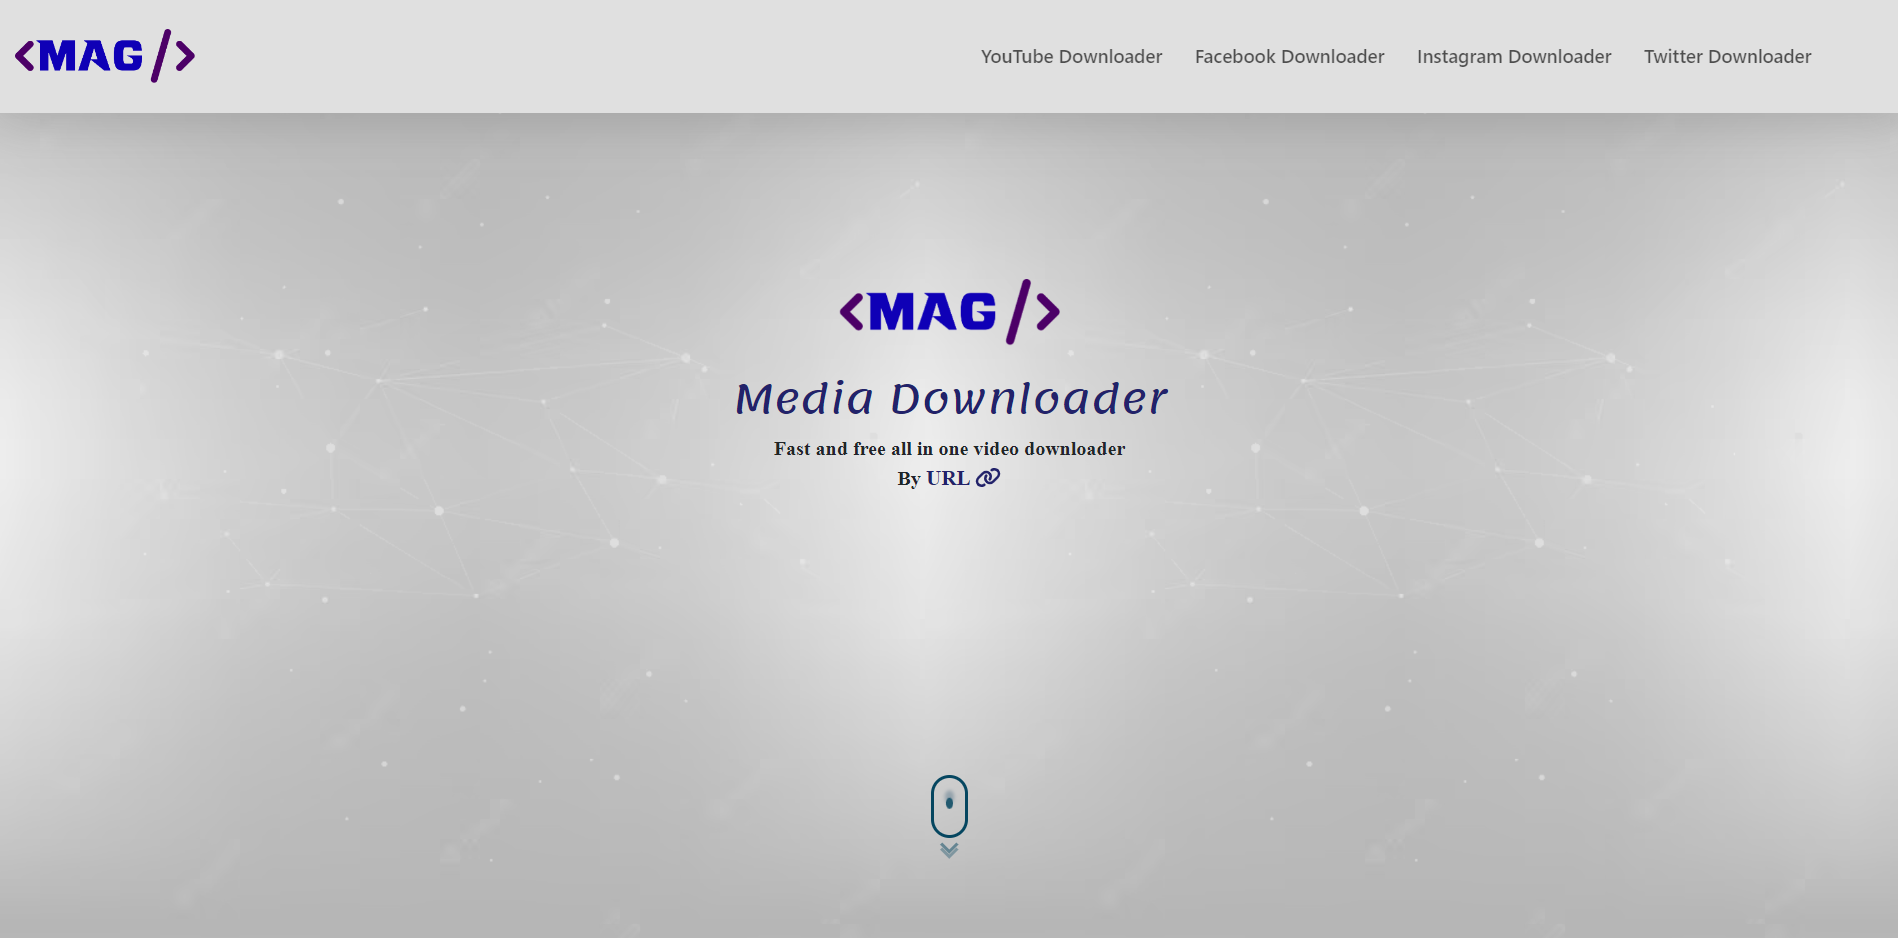 <MAG/>
YouTube Downloader Facebook Downloader Instagram Downloader Twitter Downloader
<MAG/>
Media Downloader
Fast and free all in one video downloader
By URL